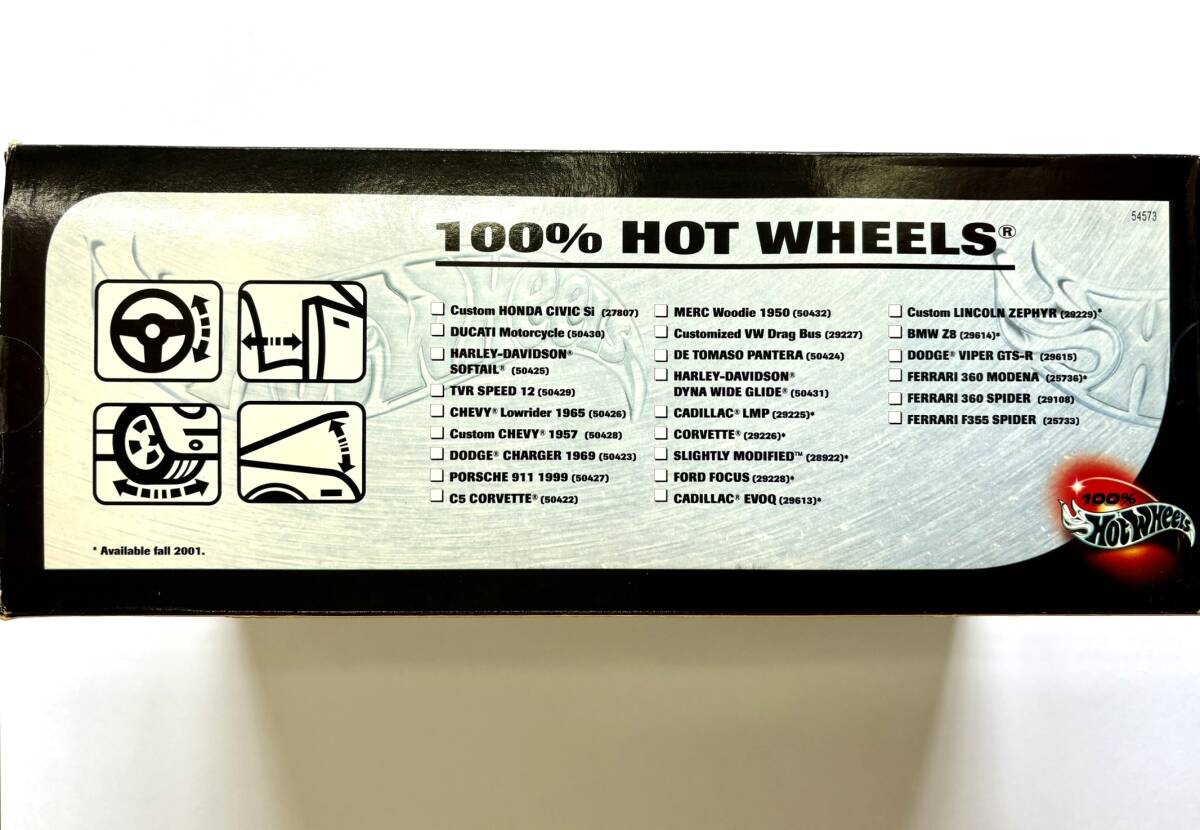 54573
100% HOT WHEELS®
Custom HONDA CIVIC Si (27807)
DUCATI Motorcycle (50430)
HARLEY-DAVIDSON®
SOFTAIL® (50425)
TVR SPEED 12 (50429)
CHEVY® Lowrider 1965 (50426)
Custom CHEVY® 1957 (50428)
DODGE® CHARGER 1969 (50423)
PORSCHE 911 1999 (50427)
C5 CORVETTE® (50422)
MERC Woodie 1950 (50432)
Customized VW Drag Bus (29227)
DE TOMASO PANTERA (50424)
HARLEY-DAVIDSON®
DYNA WIDE GLIDE® (50431)
CADILLAC® LMP (29225)*
CORVETTE® (29226)*
SLIGHTLY MODIFIED™ (28922)*
FORD FOCUS (29228)*
CADILLAC® EVOQ (29613)*
Custom LINCOLN ZEPHYR (29229)*
BMW Z8 (29614)*
DODGE® VIPER GTS-R (29615)
FERRARI 360 MODENA (25736)*
FERRARI 360 SPIDER (29108)
FERRARI F355 SPIDER (25733)
* Available fall 2001.
100%
HOT WHEELS